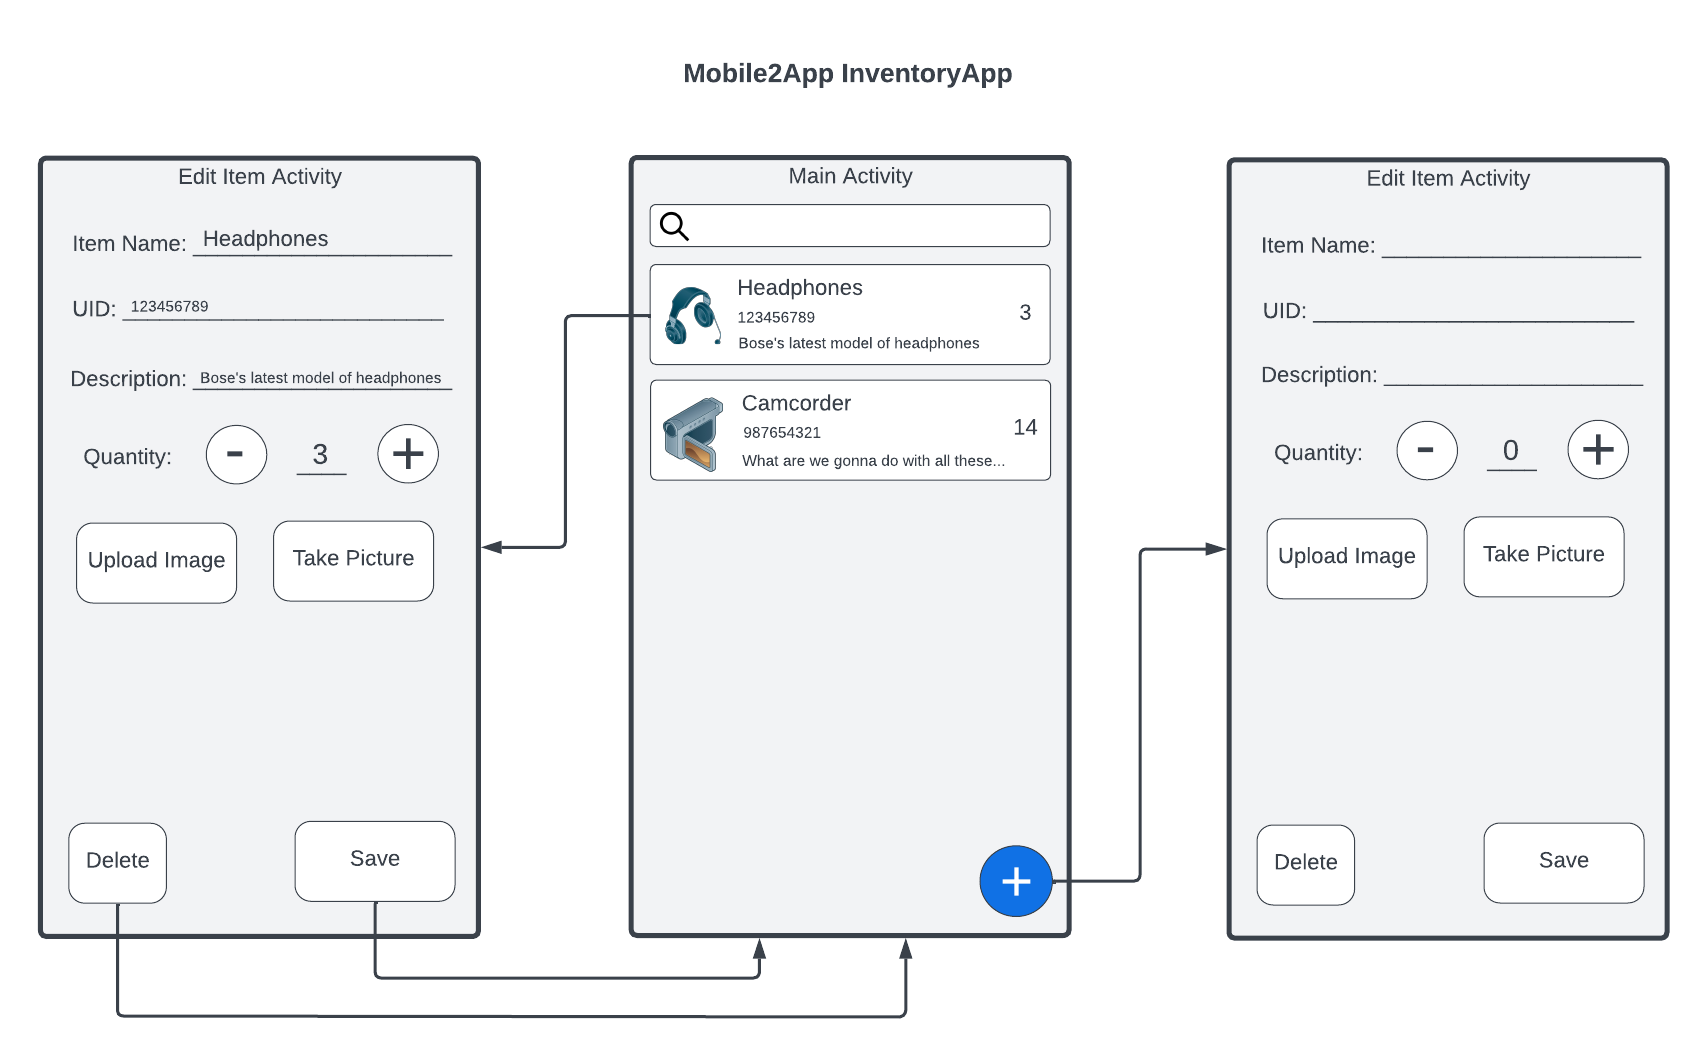 Mobile2App InventoryApp
Edit Item Activity
Item Name: Headphones
UID: 123456789
Description: Bose's latest model of headphones
Quantity: - 3 +
Upload Image Take Picture
Delete Save
Main Activity
Headphones
123456789
3
Bose's latest model of headphones
Camcorder
987654321
14
What are we gonna do with all these...
+
Edit Item Activity
Item Name:
UID:
Description:
Quantity: - 0 +
Upload Image Take Picture
Delete Save